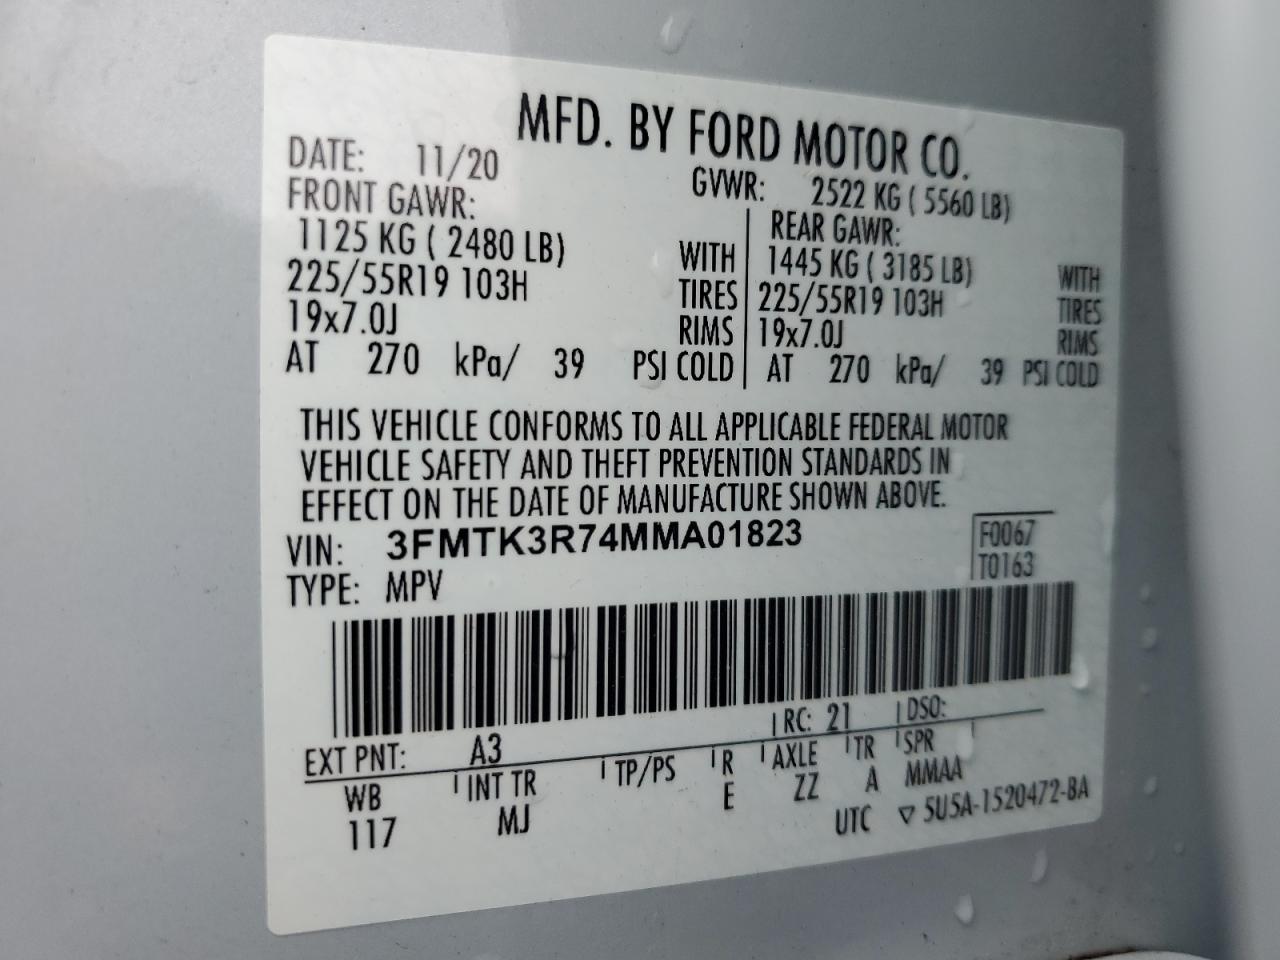 MFD. BY FORD MOTOR CO.
DATE: 11/20
GVWR: 2522 KG ( 5560 LB)
FRONT GAWR:
1125 KG ( 2480 LB) WITH
225/55R19 103H TIRES
19x7.0J RIMS
AT 270 kPa/ 39 PSI COLD
REAR GAWR:
1445 KG ( 3185 LB) WITH
225/55R19 103H TIRES
19x7.0J RIMS
AT 270 kPa/ 39 PSI COLD
THIS VEHICLE CONFORMS TO ALL APPLICABLE FEDERAL MOTOR
VEHICLE SAFETY AND THEFT PREVENTION STANDARDS IN
EFFECT ON THE DATE OF MANUFACTURE SHOWN ABOVE.
VIN: 3FMTK3R74MMA01823
F0067
TYPE: MPV
T0163
EXT PNT: A3 RC: 21 DSO:
WB INT TR TP/PS R AXLE TR SPR
117 MJ E ZZ A MMAA
UTC ▽ 5U5A-1520472-BA